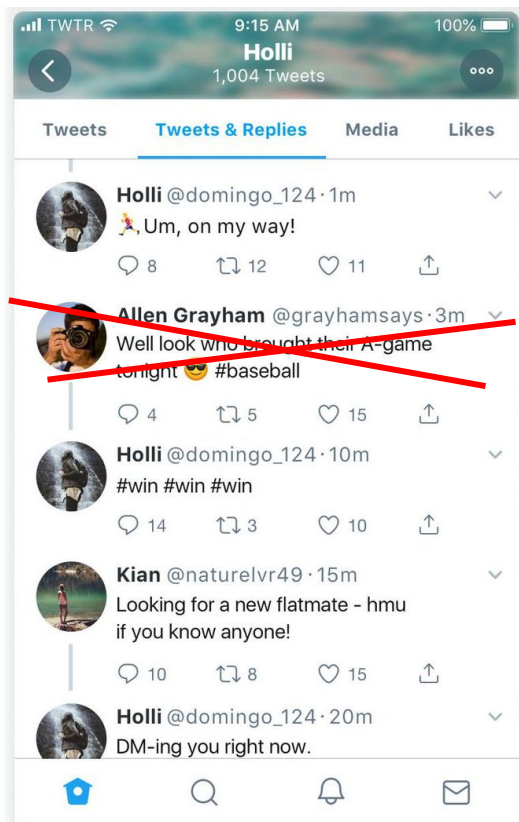 TWTR 9:15 AM 100%
Holli
1,004 Tweets
Tweets Tweets & Replies Media Likes
Holli @domingo_124 · 1m
🏃‍♀️ Um, on my way!
8 12 11
Allen Grayham @grayhamsays · 3m
Well look who brought their A-game
tonight 😎 #baseball
4 5 15
Holli @domingo_124 · 10m
#win #win #win
14 3 10
Kian @naturelvr49 · 15m
Looking for a new flatmate - hmu
if you know anyone!
10 8 15
Holli @domingo_124 · 20m
DM-ing you right now.